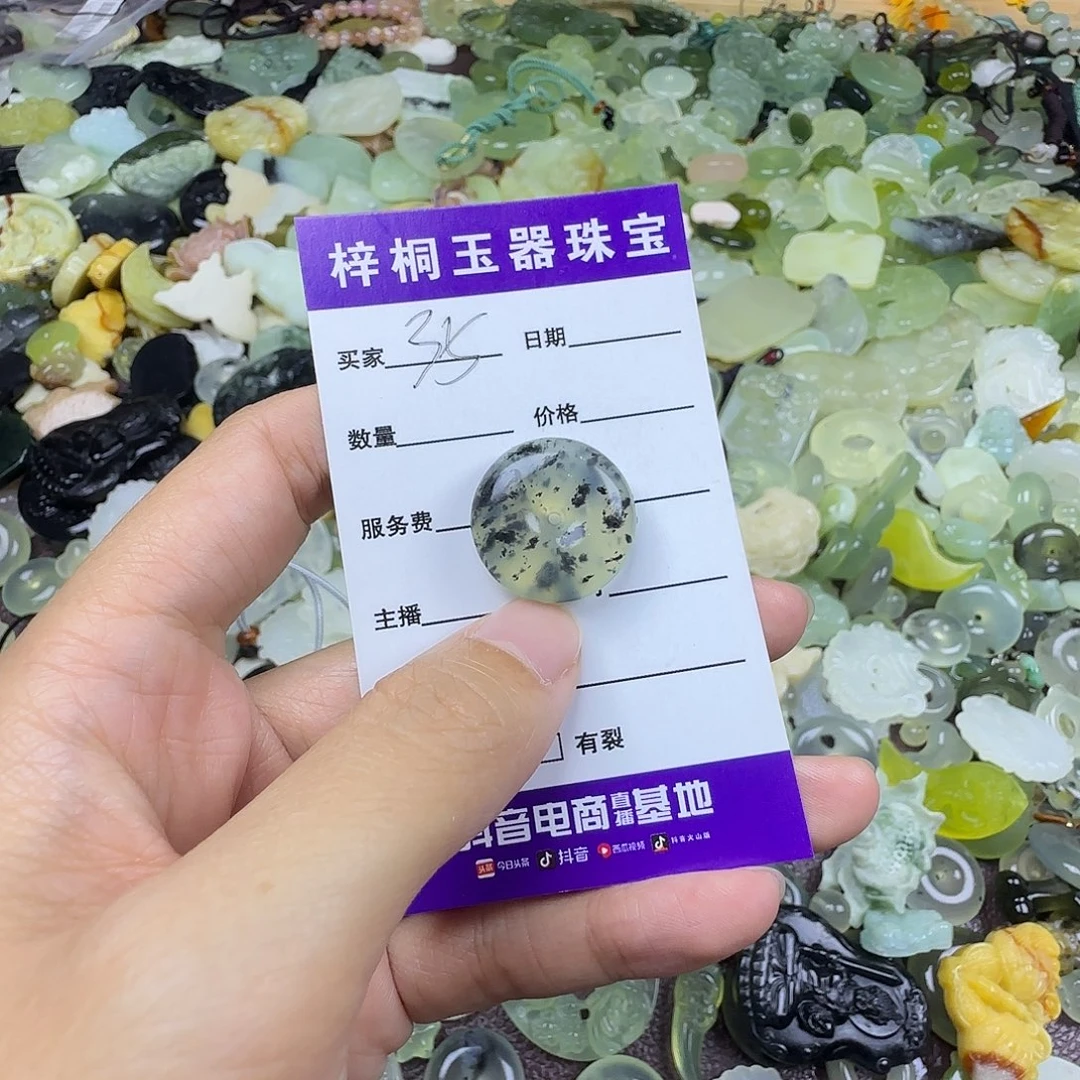 梓桐玉器珠宝
买家 35 日期
数量 价格
服务费
主播
有裂
抖音电商直播基地
头条 今日头条 抖音 西瓜视频 抖音火山版